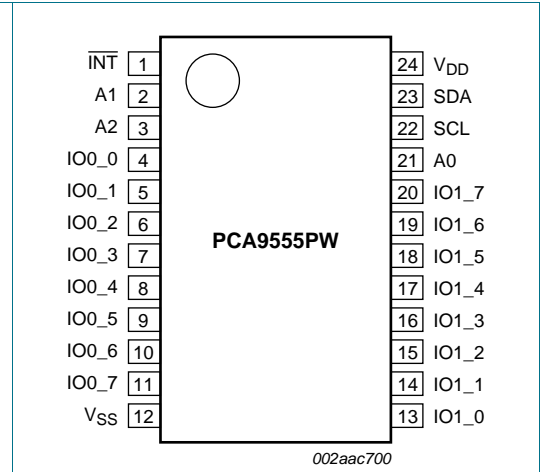 INT 1 24 VDD
A1 2 23 SDA
A2 3 22 SCL
IO0_0 4 21 A0
IO0_1 5 20 IO1_7
IO0_2 6 19 IO1_6
PCA9555PW
IO0_3 7 18 IO1_5
IO0_4 8 17 IO1_4
IO0_5 9 16 IO1_3
IO0_6 10 15 IO1_2
IO0_7 11 14 IO1_1
VSS 12 13 IO1_0
002aac700